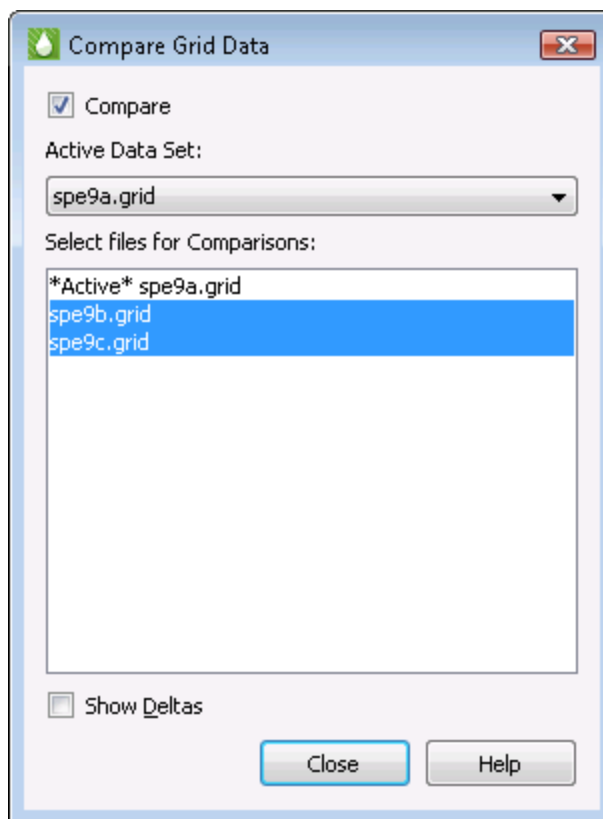 Compare Grid Data
Compare
Active Data Set:
spe9a.grid
Select files for Comparisons:
*Active* spe9a.grid
spe9b.grid
spe9c.grid
Show Deltas
Close
Help